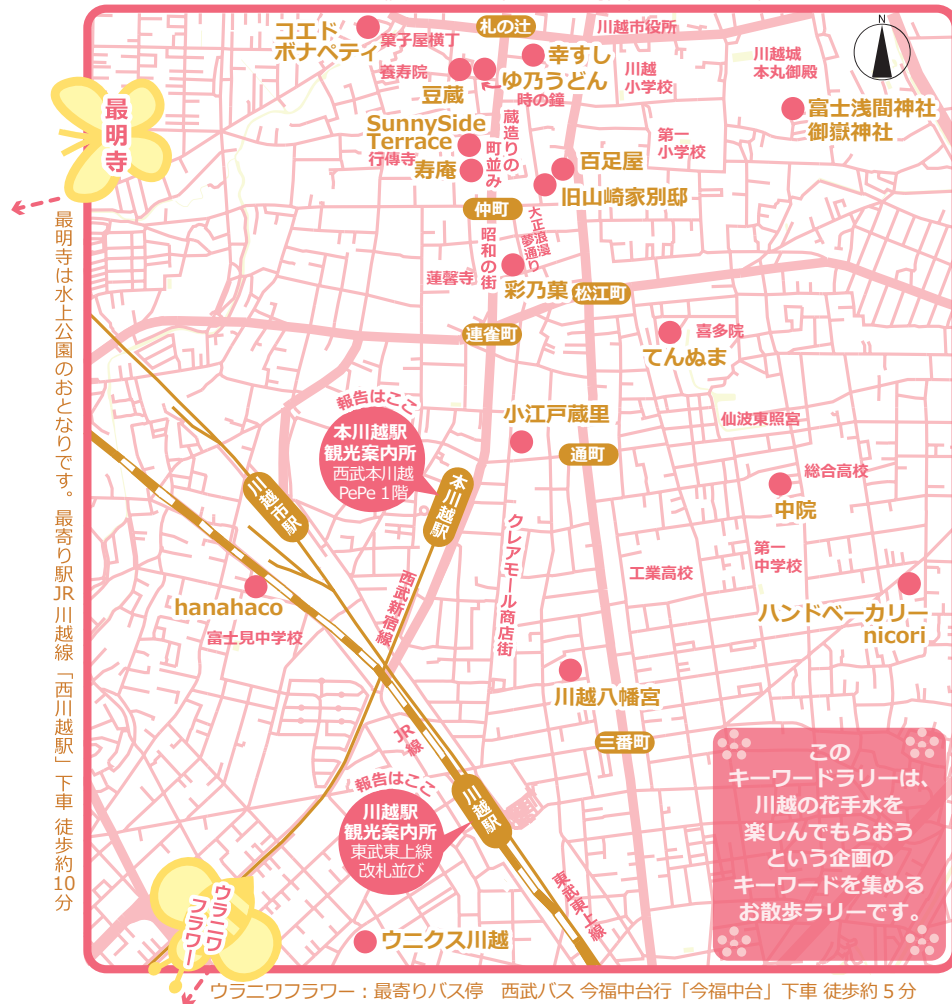 コエド
ボナペティ
菓子屋横丁
札の辻
川越市役所
幸すし
養寿院
豆蔵
ゆ乃うどん
時の鐘
川越
小学校
川越城
本丸御殿
N
富士浅間神社
御嶽神社
最明寺
SunnySide
Terrace
行傳寺
寿庵
蔵造りの
町並み
第一
小学校
百足屋
旧山崎家別邸
仲町
大正浪漫
夢通り
昭和の街
蓮馨寺
彩乃菓
松江町
連雀町
喜多院
てんぬま
報告はここ
本川越駅
観光案内所
西武本川越
PePe 1階
小江戸蔵里
仙波東照宮
通町
本川越駅
川越市駅
総合高校
中院
クレアモール商店街
第一
中学校
工業高校
西武新宿線
hanahaco
富士見中学校
ハンドベーカリー
nicori
川越八幡宮
三番町
JR線
報告はここ
川越駅
観光案内所
東武東上線
改札並び
川越駅
東武東上線
この
キーワードラリーは、
川越の花手水を
楽しんでもらおう
という企画の
キーワードを集める
お散歩ラリーです。
ウラニワ
フラワー
ウニクス川越
最明寺は水上公園のおとなりです。最寄り駅JR川越線「西川越駅」下車 徒歩約10分
ウラニワフラワー：最寄りバス停　西武バス 今福中台行「今福中台」下車 徒歩約５分